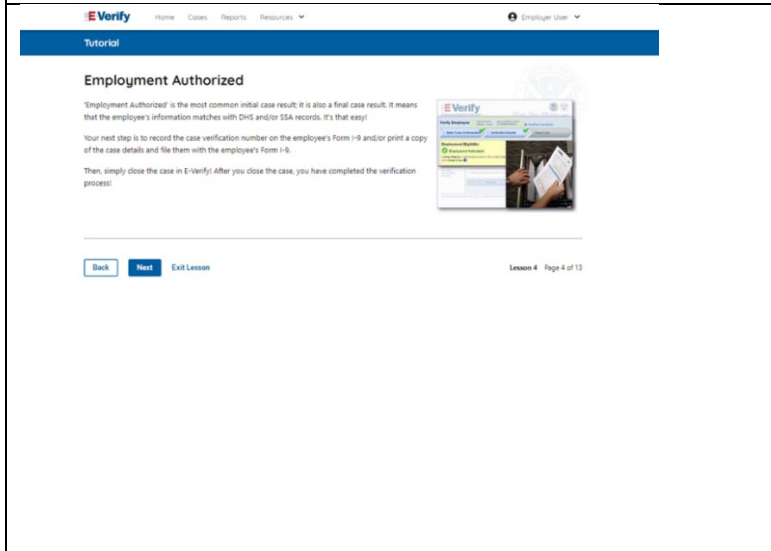 E Verify Home Cases Reports Resources Employer User
Tutorial
Employment Authorized
'Employment Authorized' is the most common initial case result; it is also a final case result. It means
that the employee's information matches with DHS and/or SSA records. It's that easy!
Your next step is to record the case verification number on the employee's Form I-9 and/or print a copy
of the case details and file them with the employee's Form I-9.
Then, simply close the case in E-Verify! After you close the case, you have completed the verification
process!
E Verify
Verify Employee
Employment Eligibility:
Employment Authorized
Back Next Exit Lesson Lesson 4 Page 4 of 13